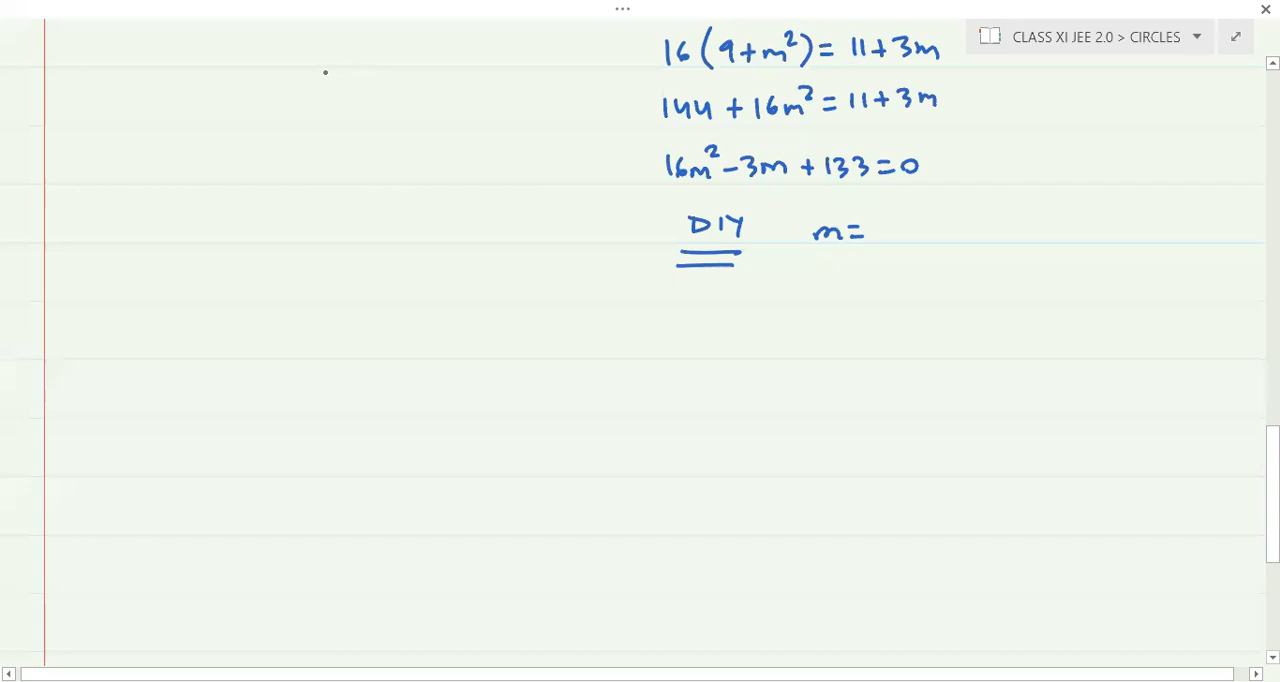 CLASS XI JEE 2.0 > CIRCLES
16(9+m²)=11+3m
144+16m²=11+3m
16m²-3m+133=0
DIY m=